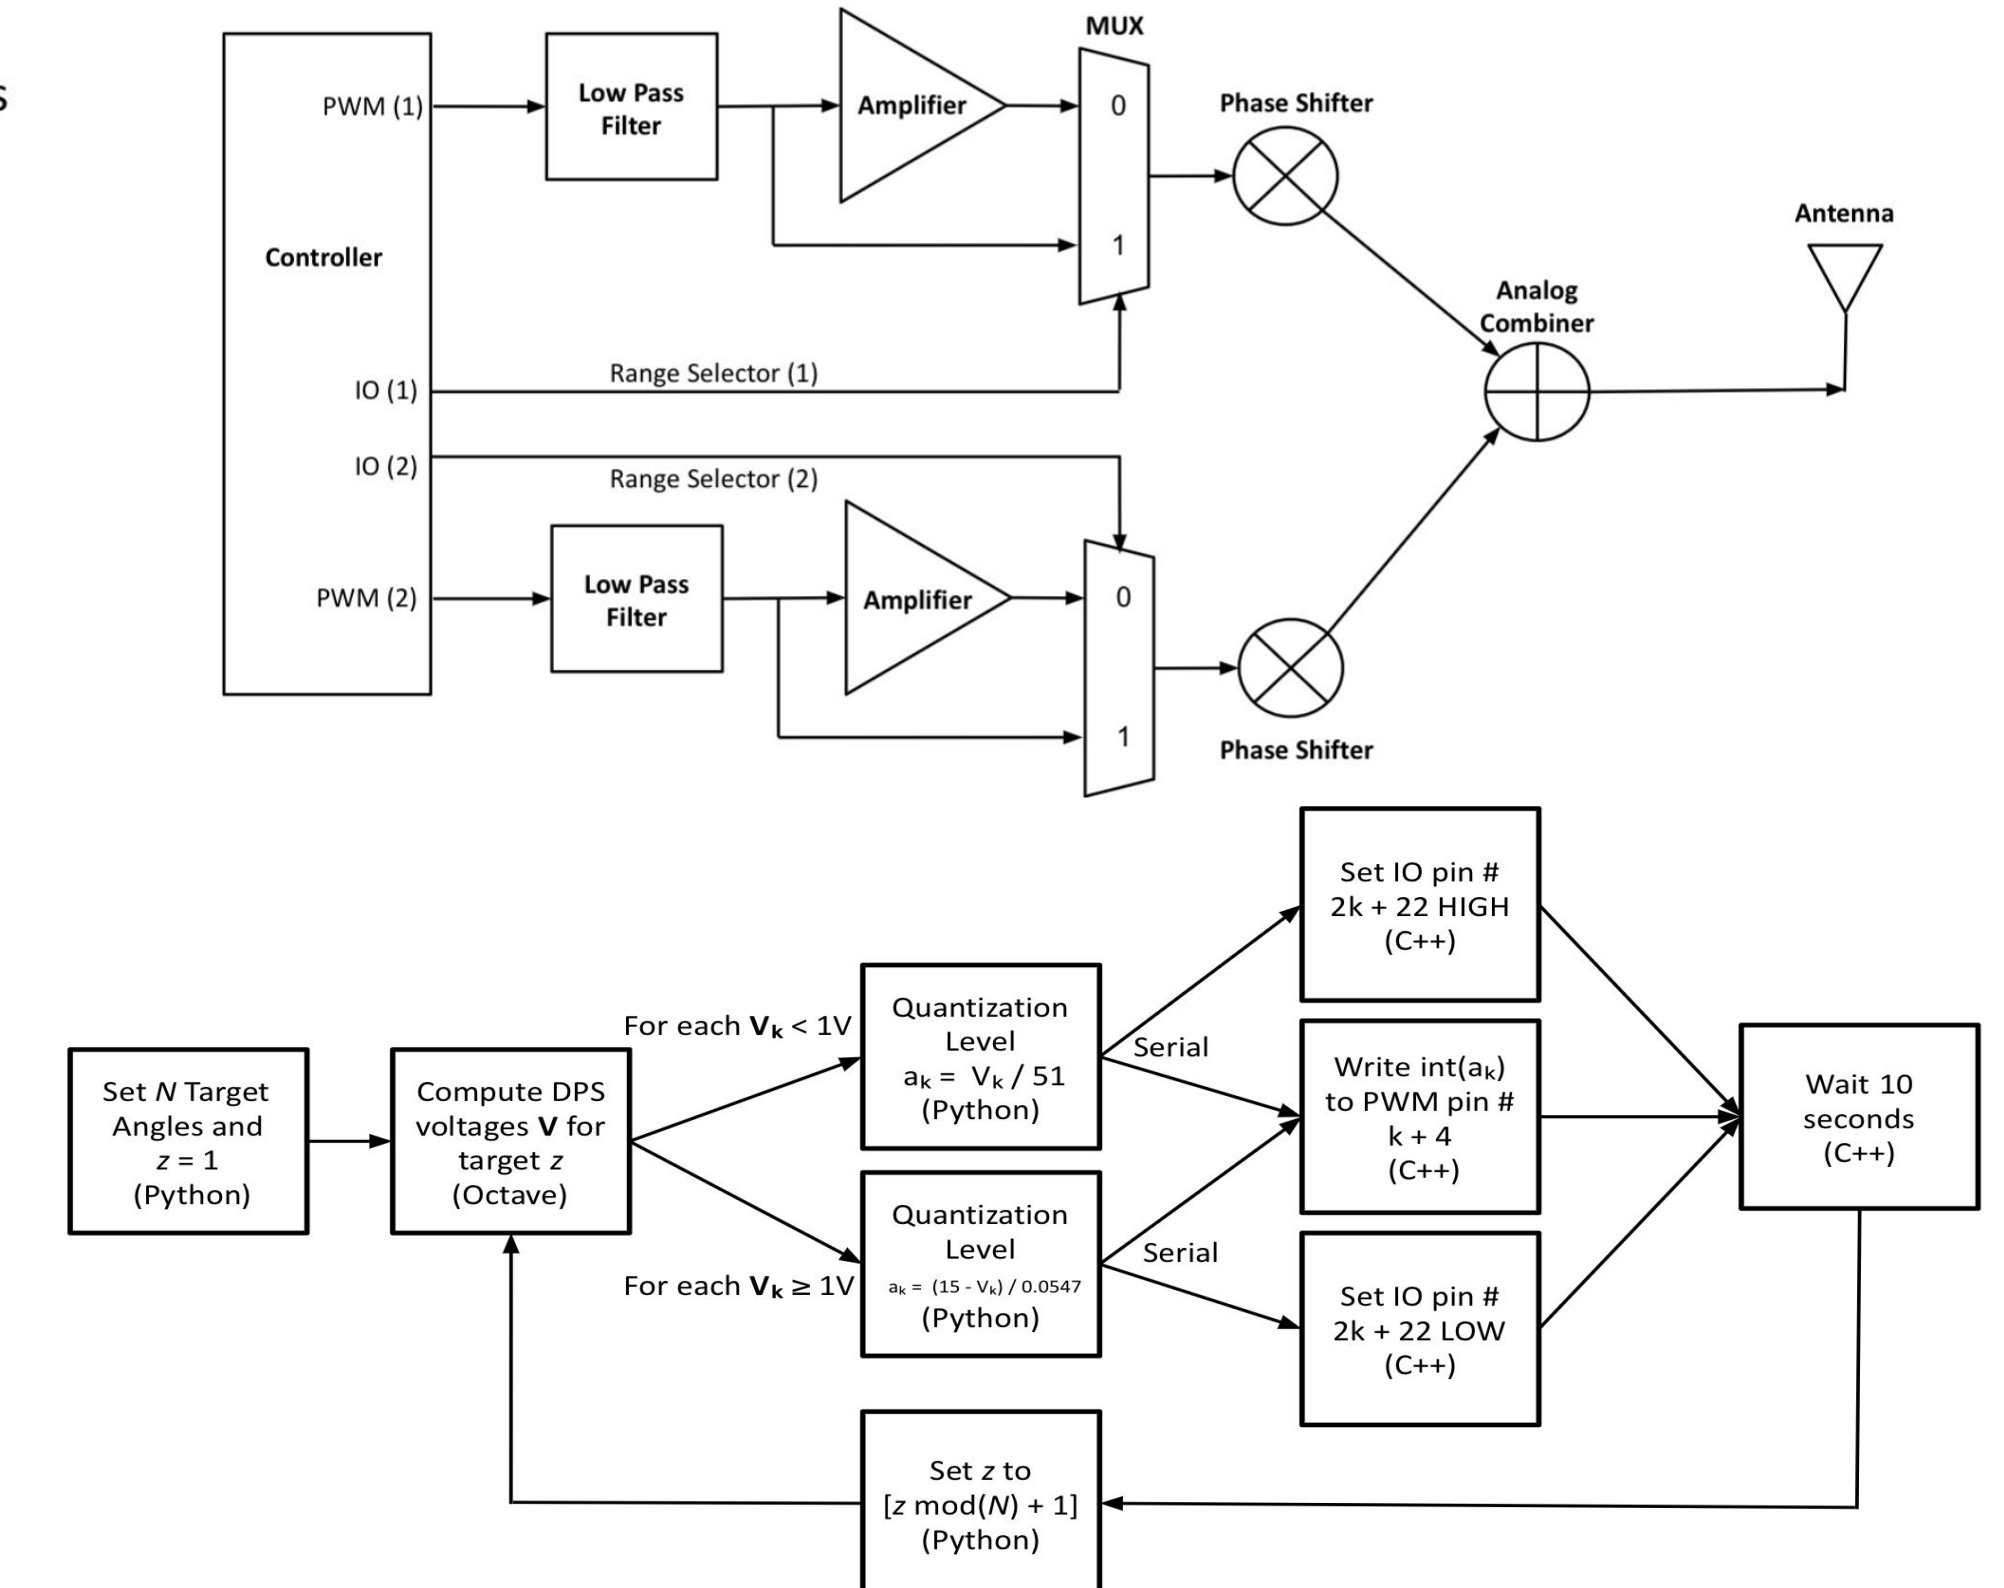 S
MUX
PWM (1)
Low Pass
Filter
Amplifier
0
Phase Shifter
1
Controller
Antenna
Analog
Combiner
IO (1)
Range Selector (1)
IO (2)
Range Selector (2)
PWM (2)
Low Pass
Filter
Amplifier
0
1
Phase Shifter
Set N Target
Angles and
z = 1
(Python)
Compute DPS
voltages V for
target z
(Octave)
For each Vₖ < 1V
Quantization
Level
aₖ = Vₖ / 51
(Python)
For each Vₖ ≥ 1V
Quantization
Level
aₖ = (15 - Vₖ) / 0.0547
(Python)
Serial
Serial
Set IO pin #
2k + 22 HIGH
(C++)
Write int(aₖ)
to PWM pin #
k + 4
(C++)
Set IO pin #
2k + 22 LOW
(C++)
Wait 10
seconds
(C++)
Set z to
[z mod(N) + 1]
(Python)